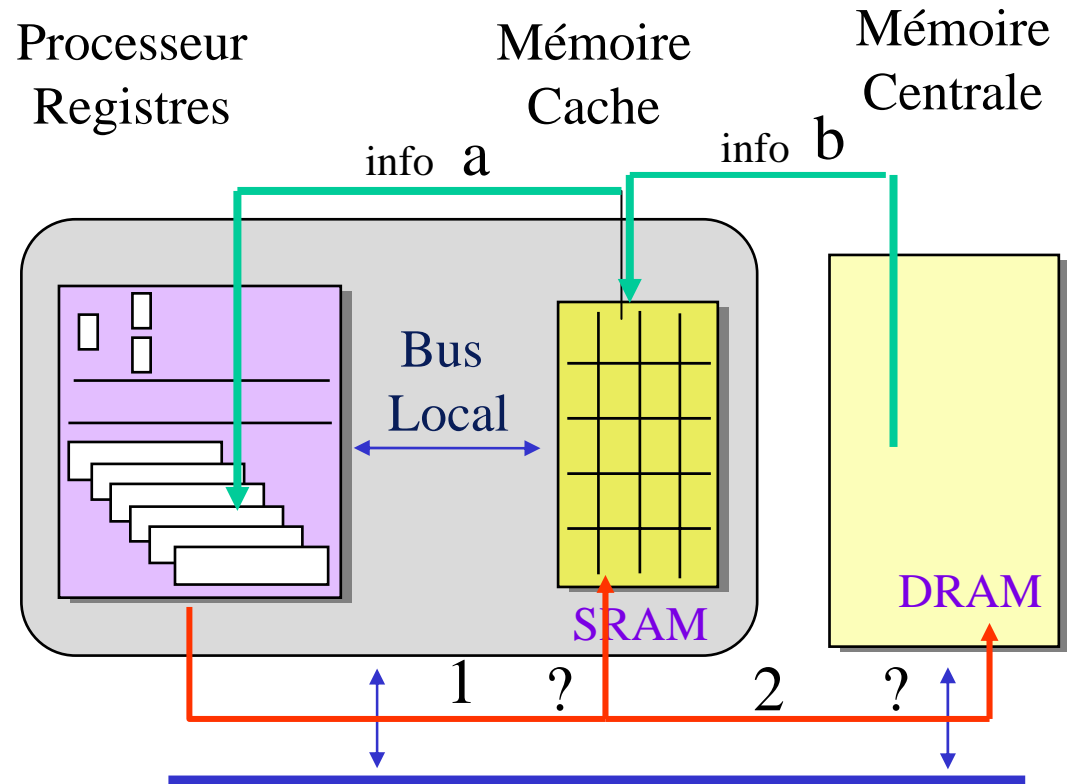 Processeur
Registres
Mémoire
Cache
Mémoire
Centrale
info a
info b
Bus
Local
SRAM
DRAM
1 ?
2 ?